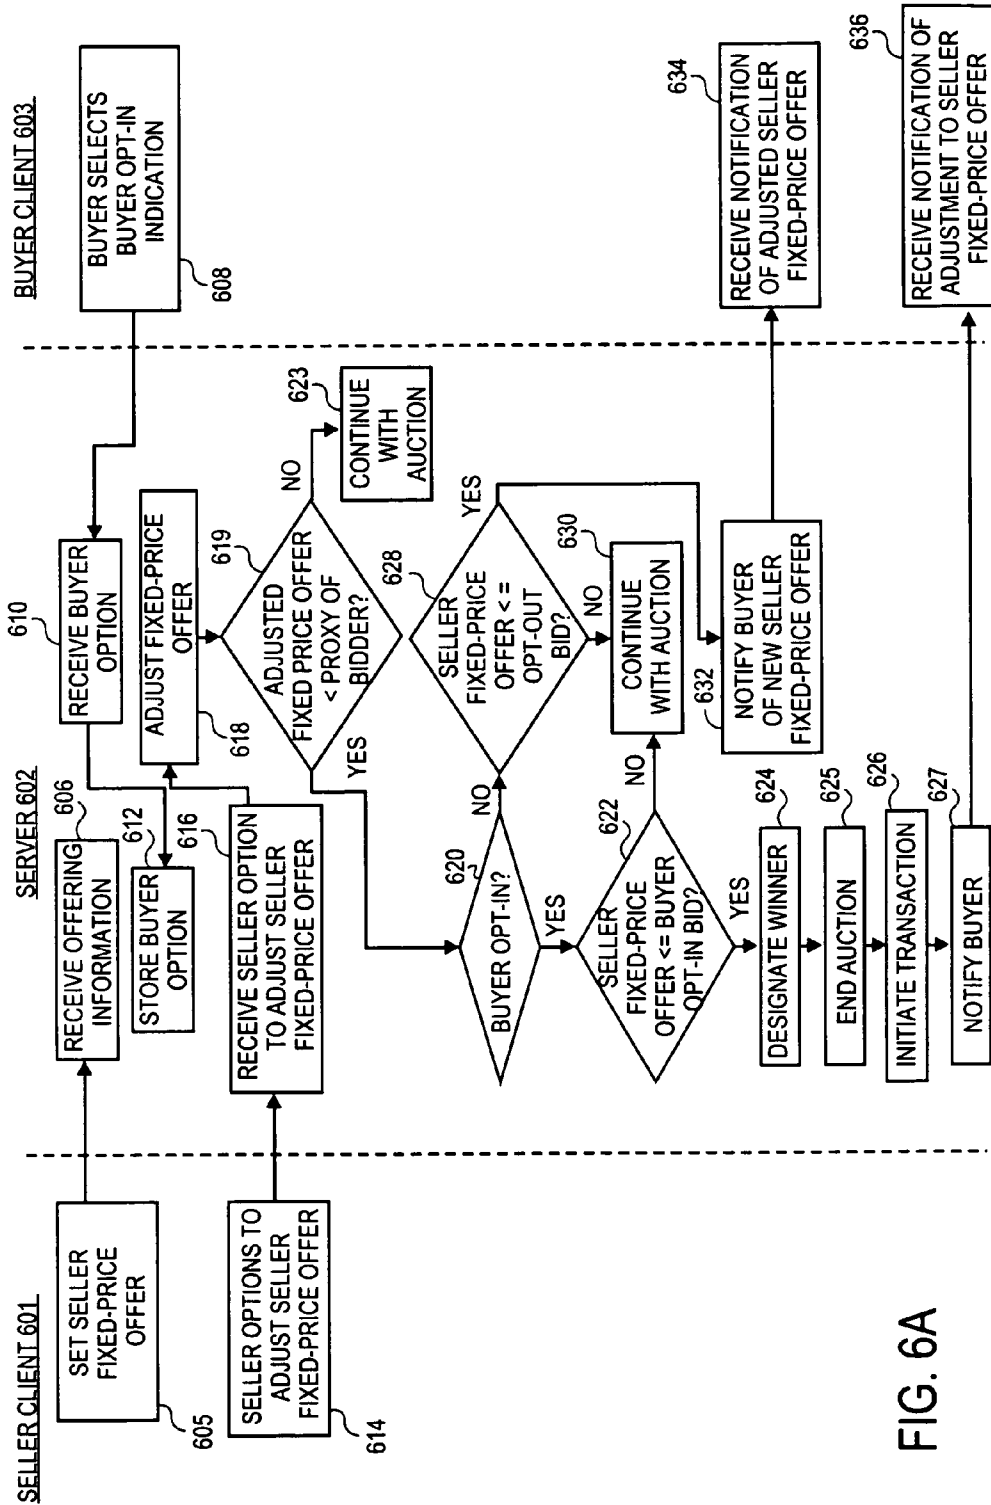 SELLER CLIENT 601
SET SELLER
FIXED-PRICE
OFFER
605
SELLER OPTIONS TO
ADJUST SELLER
FIXED-PRICE OFFER
614
SERVER 602
606
RECEIVE OFFERING
INFORMATION
610
RECEIVE BUYER
OPTION
612
STORE BUYER
OPTION
616
RECEIVE SELLER OPTION
TO ADJUST SELLER
FIXED-PRICE OFFER
ADJUST FIXED-PRICE
OFFER
618
619
ADJUSTED
FIXED PRICE OFFER
< PROXY OF
BIDDER?
NO
623
CONTINUE
WITH
AUCTION
YES
620
BUYER OPT-IN?
NO
YES
628
SELLER
FIXED-PRICE
OFFER <=
OPT-OUT
BID?
YES
NO
622
SELLER
FIXED-PRICE
OFFER <= BUYER
OPT-IN BID?
NO
YES
630
CONTINUE
WITH AUCTION
632
NOTIFY BUYER
OF NEW SELLER
FIXED-PRICE OFFER
624
DESIGNATE WINNER
625
END AUCTION
626
INITIATE TRANSACTION
627
NOTIFY BUYER
BUYER CLIENT 603
BUYER SELECTS
BUYER OPT-IN
INDICATION
608
634
RECEIVE NOTIFICATION
OF ADJUSTED SELLER
FIXED-PRICE OFFER
636
RECEIVE NOTIFICATION OF
ADJUSTMENT TO SELLER
FIXED-PRICE OFFER
FIG. 6A